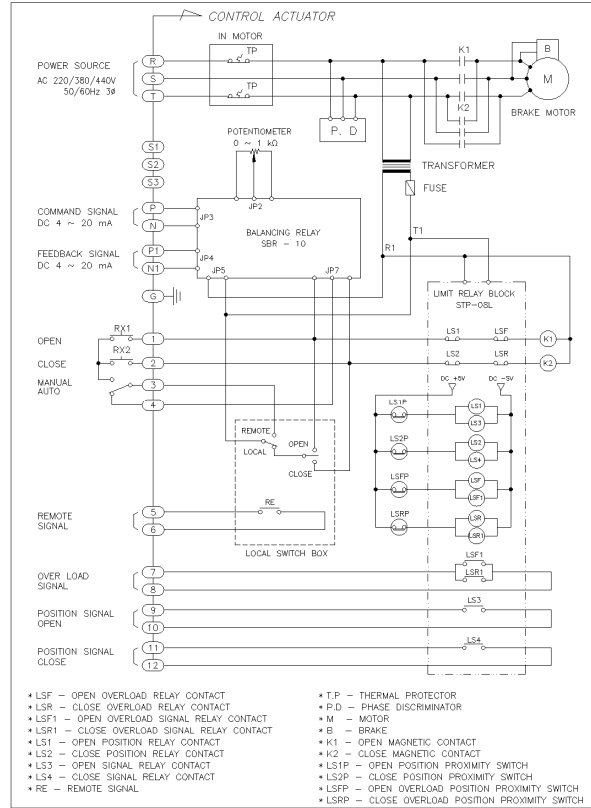 CONTROL ACTUATOR
IN MOTOR
TP
TP
K1
K2
B
M
BRAKE MOTOR
POWER SOURCE
AC 220/380/440V
50/60Hz 3ø
R
S
T
P. D
POTENTIOMETER
0 ~ 1 kΩ
TRANSFORMER
FUSE
S1
S2
S3
COMMAND SIGNAL
DC 4 ~ 20 mA
P
N
JP2
JP3
BALANCING RELAY
SBR - 10
FEEDBACK SIGNAL
DC 4 ~ 20 mA
P1
N1
JP4
JP5
JP7
R1
T1
G
LIMIT RELAY BLOCK
STP-08L
OPEN
RX1
1
LS1
LSF
K1
CLOSE
RX2
2
LS2
LSR
K2
MANUAL
AUTO
3
4
DC +5V
DC -5V
LS1P
LS1
LS3
LS2P
LS2
LS4
LSFP
LSF
LSF1
LSRP
LSR
LSR1
REMOTE
LOCAL
OPEN
CLOSE
RE
LOCAL SWITCH BOX
REMOTE
SIGNAL
5
6
OVER LOAD
SIGNAL
7
8
LSF1
LSR1
POSITION SIGNAL
OPEN
9
10
LS3
POSITION SIGNAL
CLOSE
11
12
LS4
* LSF - OPEN OVERLOAD RELAY CONTACT
* LSR - CLOSE OVERLOAD RELAY CONTACT
* LSF1 - OPEN OVERLOAD SIGNAL RELAY CONTACT
* LSR1 - CLOSE OVERLOAD SIGNAL RELAY CONTACT
* LS1 - OPEN POSITION RELAY CONTACT
* LS2 - CLOSE POSITION RELAY CONTACT
* LS3 - OPEN SIGNAL RELAY CONTACT
* LS4 - CLOSE SIGNAL RELAY CONTACT
* RE - REMOTE SIGNAL
* T.P - THERMAL PROTECTOR
* P.D - PHASE DISCRIMINATOR
* M - MOTOR
* B - BRAKE
* K1 - OPEN MAGNETIC CONTACT
* K2 - CLOSE MAGNETIC CONTACT
* LS1P - OPEN POSITION PROXIMITY SWITCH
* LS2P - CLOSE POSITION PROXIMITY SWITCH
* LSFP - OPEN OVERLOAD POSITION PROXIMITY SWITCH
* LSRP - CLOSE OVERLOAD POSITION PROXIMITY SWITCH